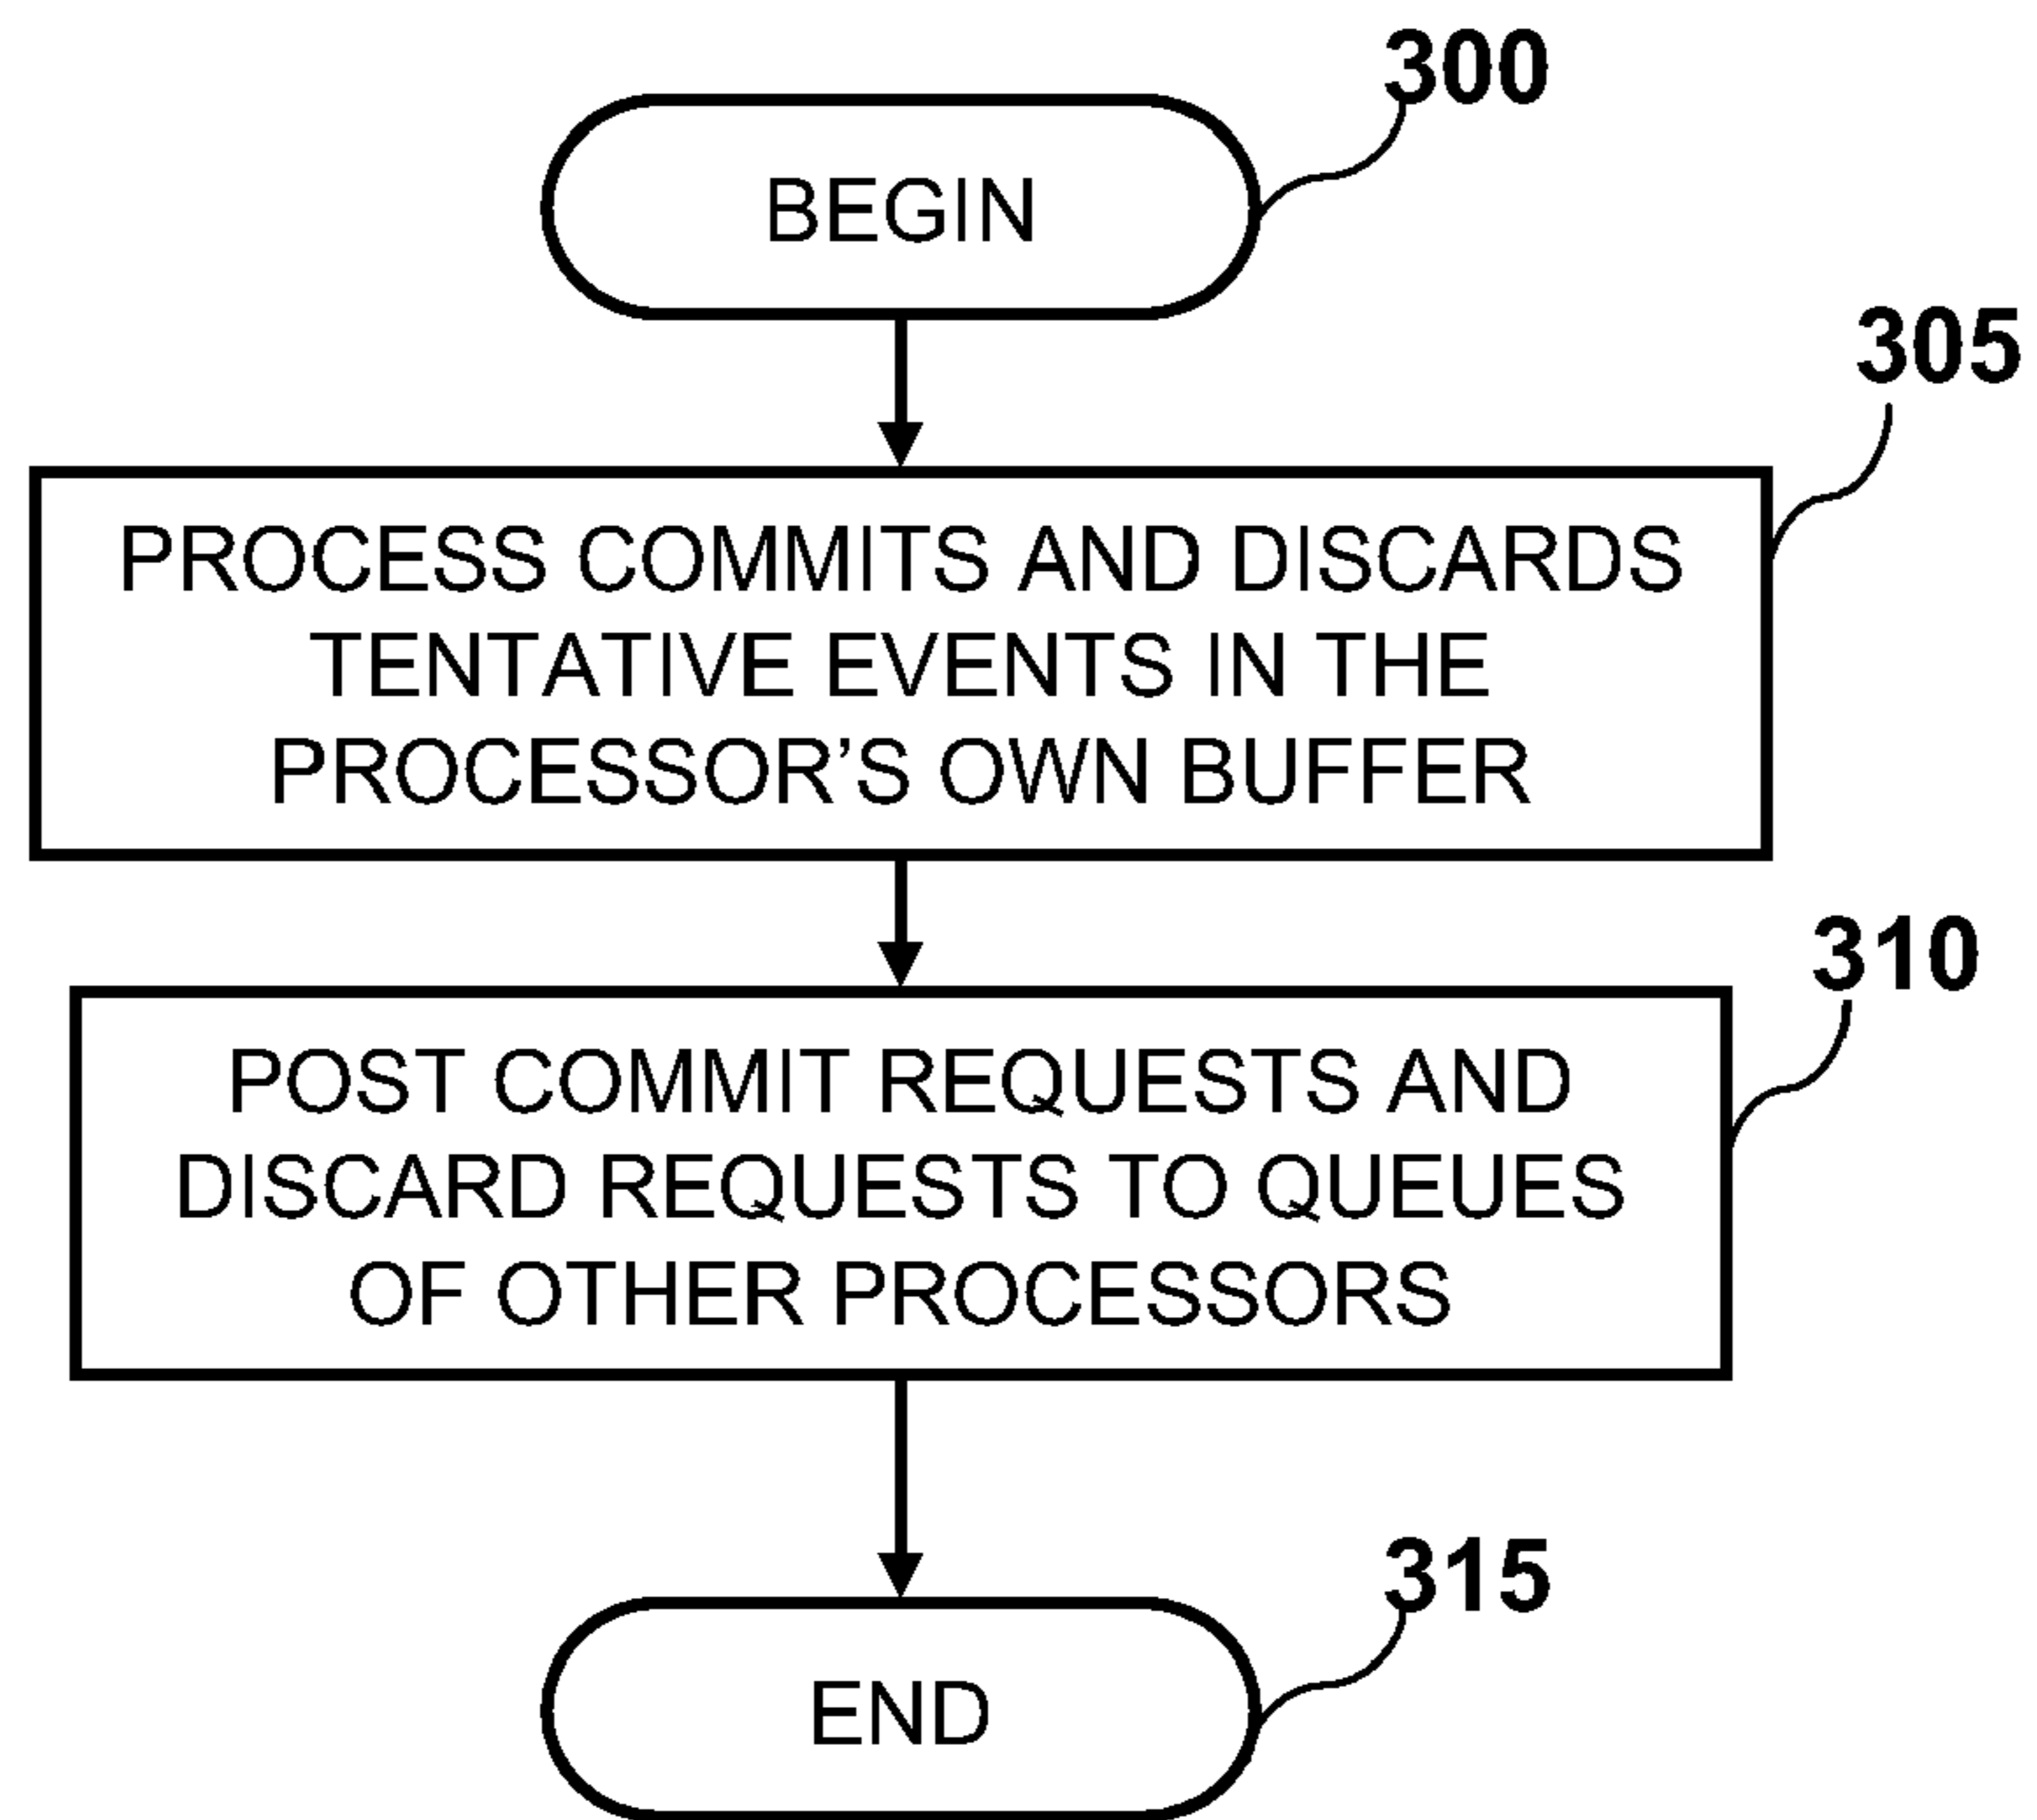 300
BEGIN
305
PROCESS COMMITS AND DISCARDS
TENTATIVE EVENTS IN THE
PROCESSOR’S OWN BUFFER
310
POST COMMIT REQUESTS AND
DISCARD REQUESTS TO QUEUES
OF OTHER PROCESSORS
315
END